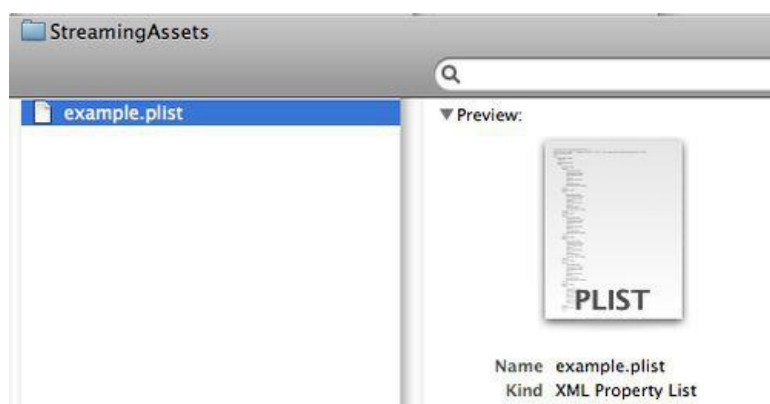 StreamingAssets
example.plist
Preview:
PLIST
Name example.plist
Kind XML Property List